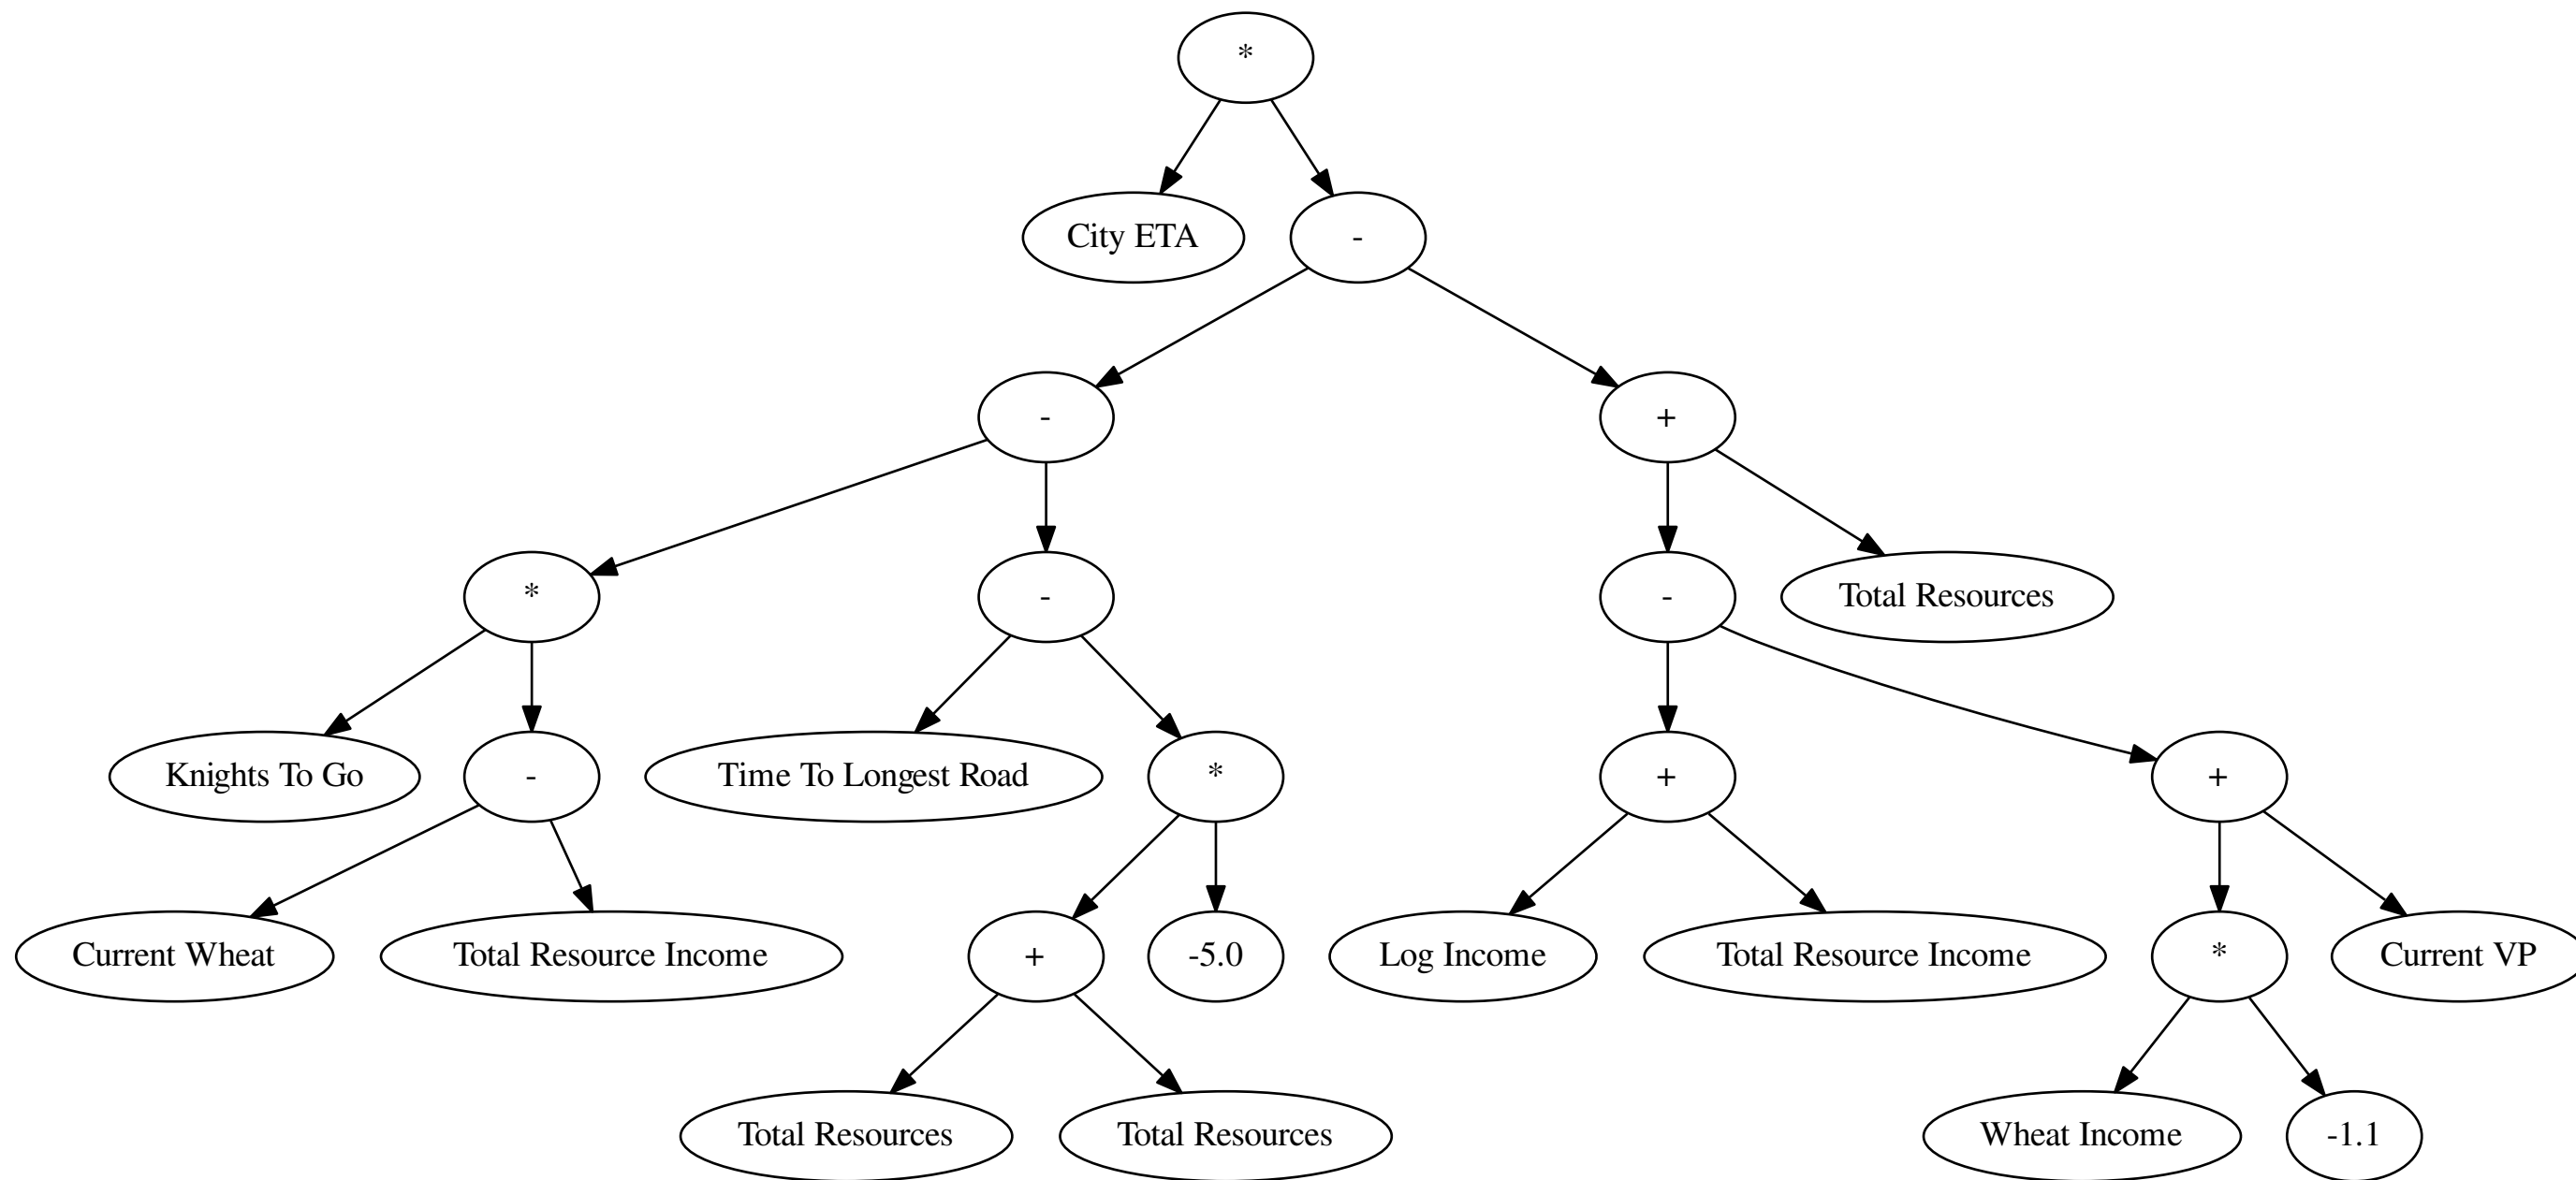 *
City ETA
-
-
+
*
-
-
Total Resources
Knights To Go
-
Time To Longest Road
*
+
+
Current Wheat
Total Resource Income
+
-5.0
Log Income
Total Resource Income
*
Current VP
Total Resources
Total Resources
Wheat Income
-1.1